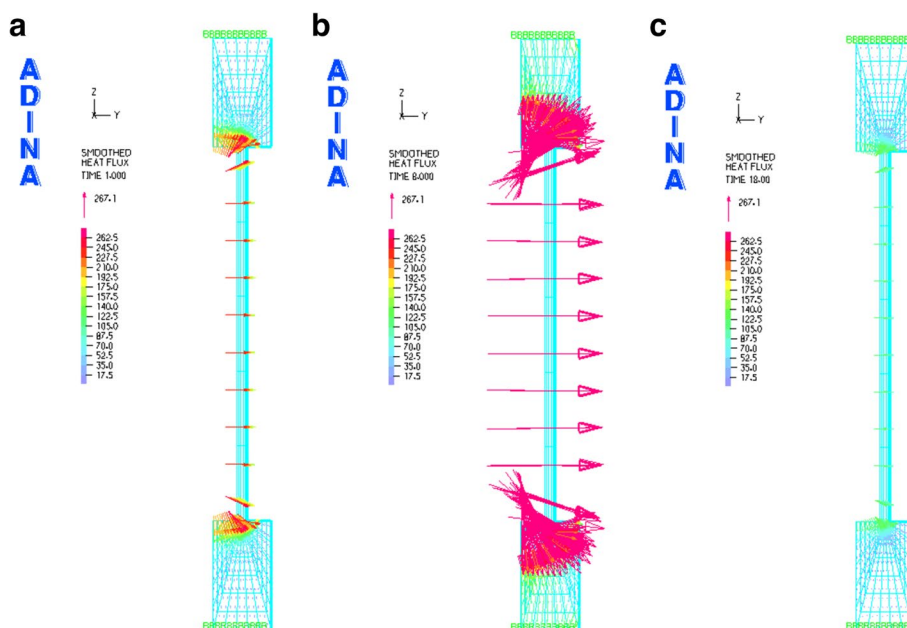 a
BBBBBBBBBBB
ADINA
Z
X Y
SMOOTHED
HEAT FLUX
TIME 1.000
267.1
262.5
245.0
227.5
210.0
192.5
175.0
157.5
140.0
122.5
105.0
87.5
70.0
52.5
35.0
17.5
b
ADINA
Z
X Y
SMOOTHED
HEAT FLUX
TIME 8.000
267.1
262.5
245.0
227.5
210.0
192.5
175.0
157.5
140.0
122.5
105.0
87.5
70.0
52.5
35.0
17.5
c
ADINA
Z
X Y
SMOOTHED
HEAT FLUX
TIME 18.00
267.1
262.5
245.0
227.5
210.0
192.5
175.0
157.5
140.0
122.5
105.0
87.5
70.0
52.5
35.0
17.5